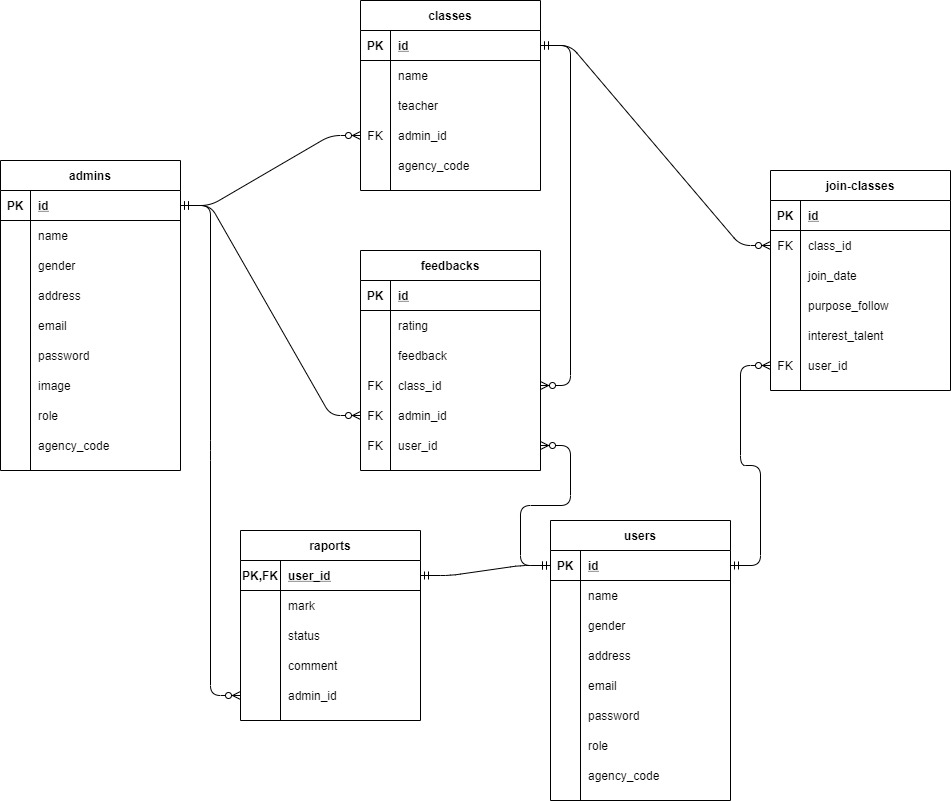 classes
PK id
name
teacher
FK admin_id
agency_code
admins
PK id
name
gender
address
email
password
image
role
agency_code
join-classes
PK id
FK class_id
join_date
purpose_follow
interest_talent
FK user_id
feedbacks
PK id
rating
feedback
FK class_id
FK admin_id
FK user_id
raports
PK,FK user_id
mark
status
comment
admin_id
users
PK id
name
gender
address
email
password
role
agency_code